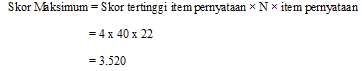 Skor Maksimum = Skor tertinggi item pernyataan × N × item pernyataan
= 4 x 40 x 22
= 3.520